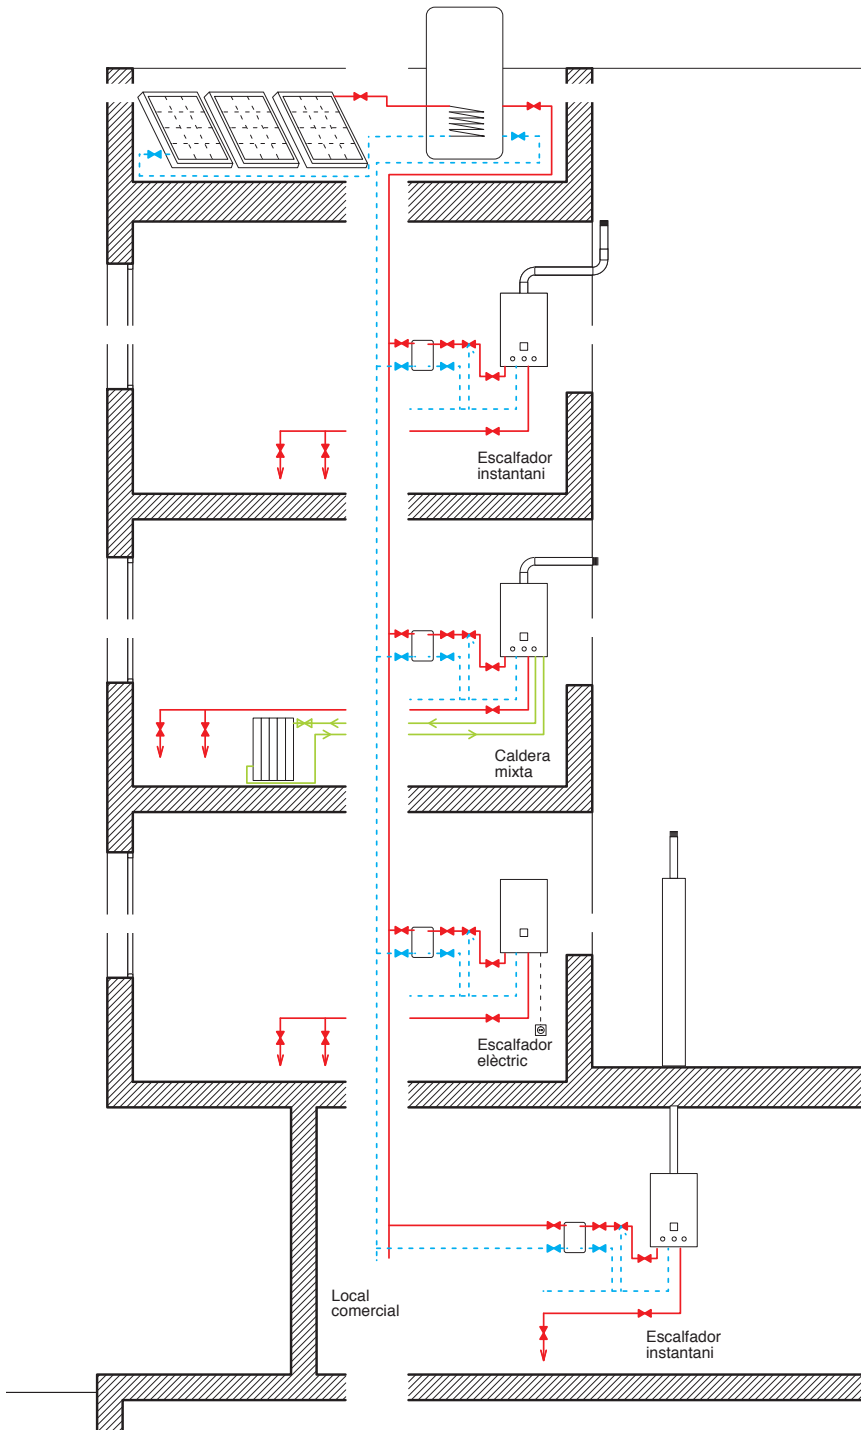 Escalfador
instantani
Caldera
mixta
Escalfador
elèctric
Local
comercial
Escalfador
instantani